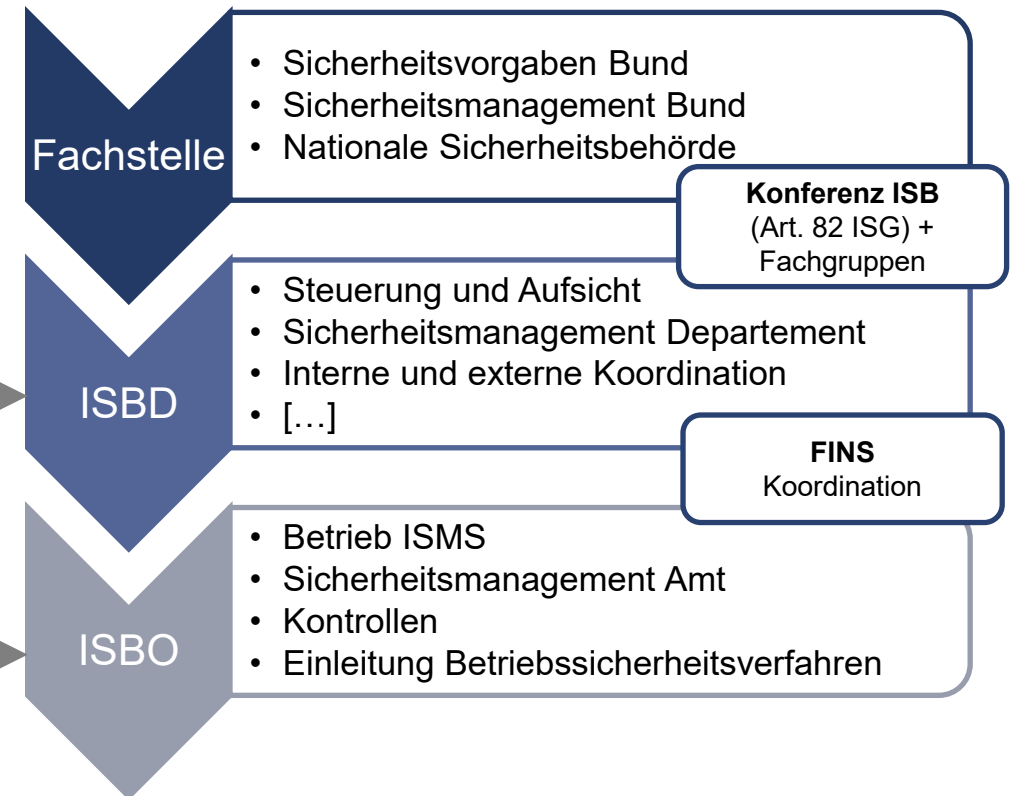 Fachstelle
• Sicherheitsvorgaben Bund
• Sicherheitsmanagement Bund
• Nationale Sicherheitsbehörde
Konferenz ISB
(Art. 82 ISG) +
Fachgruppen
ISBD
• Steuerung und Aufsicht
• Sicherheitsmanagement Departement
• Interne und externe Koordination
• […]
FINS
Koordination
ISBO
• Betrieb ISMS
• Sicherheitsmanagement Amt
• Kontrollen
• Einleitung Betriebssicherheitsverfahren